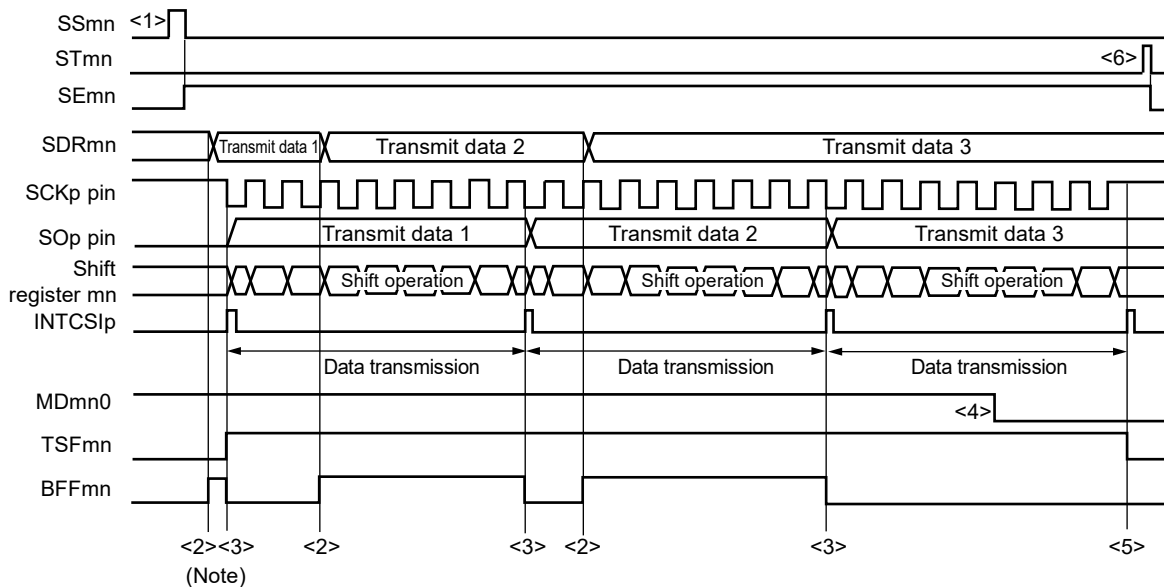 SSmn <1>
STmn <6>
SEmn
SDRmn Transmit data 1 Transmit data 2 Transmit data 3
SCKp pin
SOp pin Transmit data 1 Transmit data 2 Transmit data 3
Shift
register mn Shift operation Shift operation Shift operation
INTCSIp
Data transmission Data transmission Data transmission
MDmn0 <4>
TSFmn
BFFmn
<2><3> <2> <3> <2> <3> <5>
(Note)